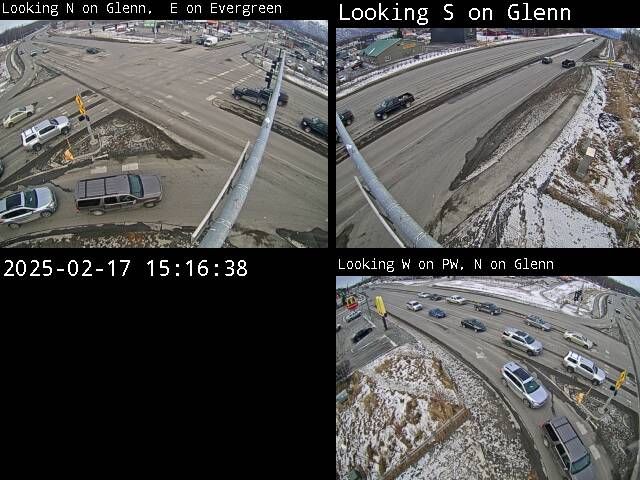 Looking N on Glenn, E on Evergreen
Looking S on Glenn
2025-02-17 15:16:38
Looking W on PW, N on Glenn